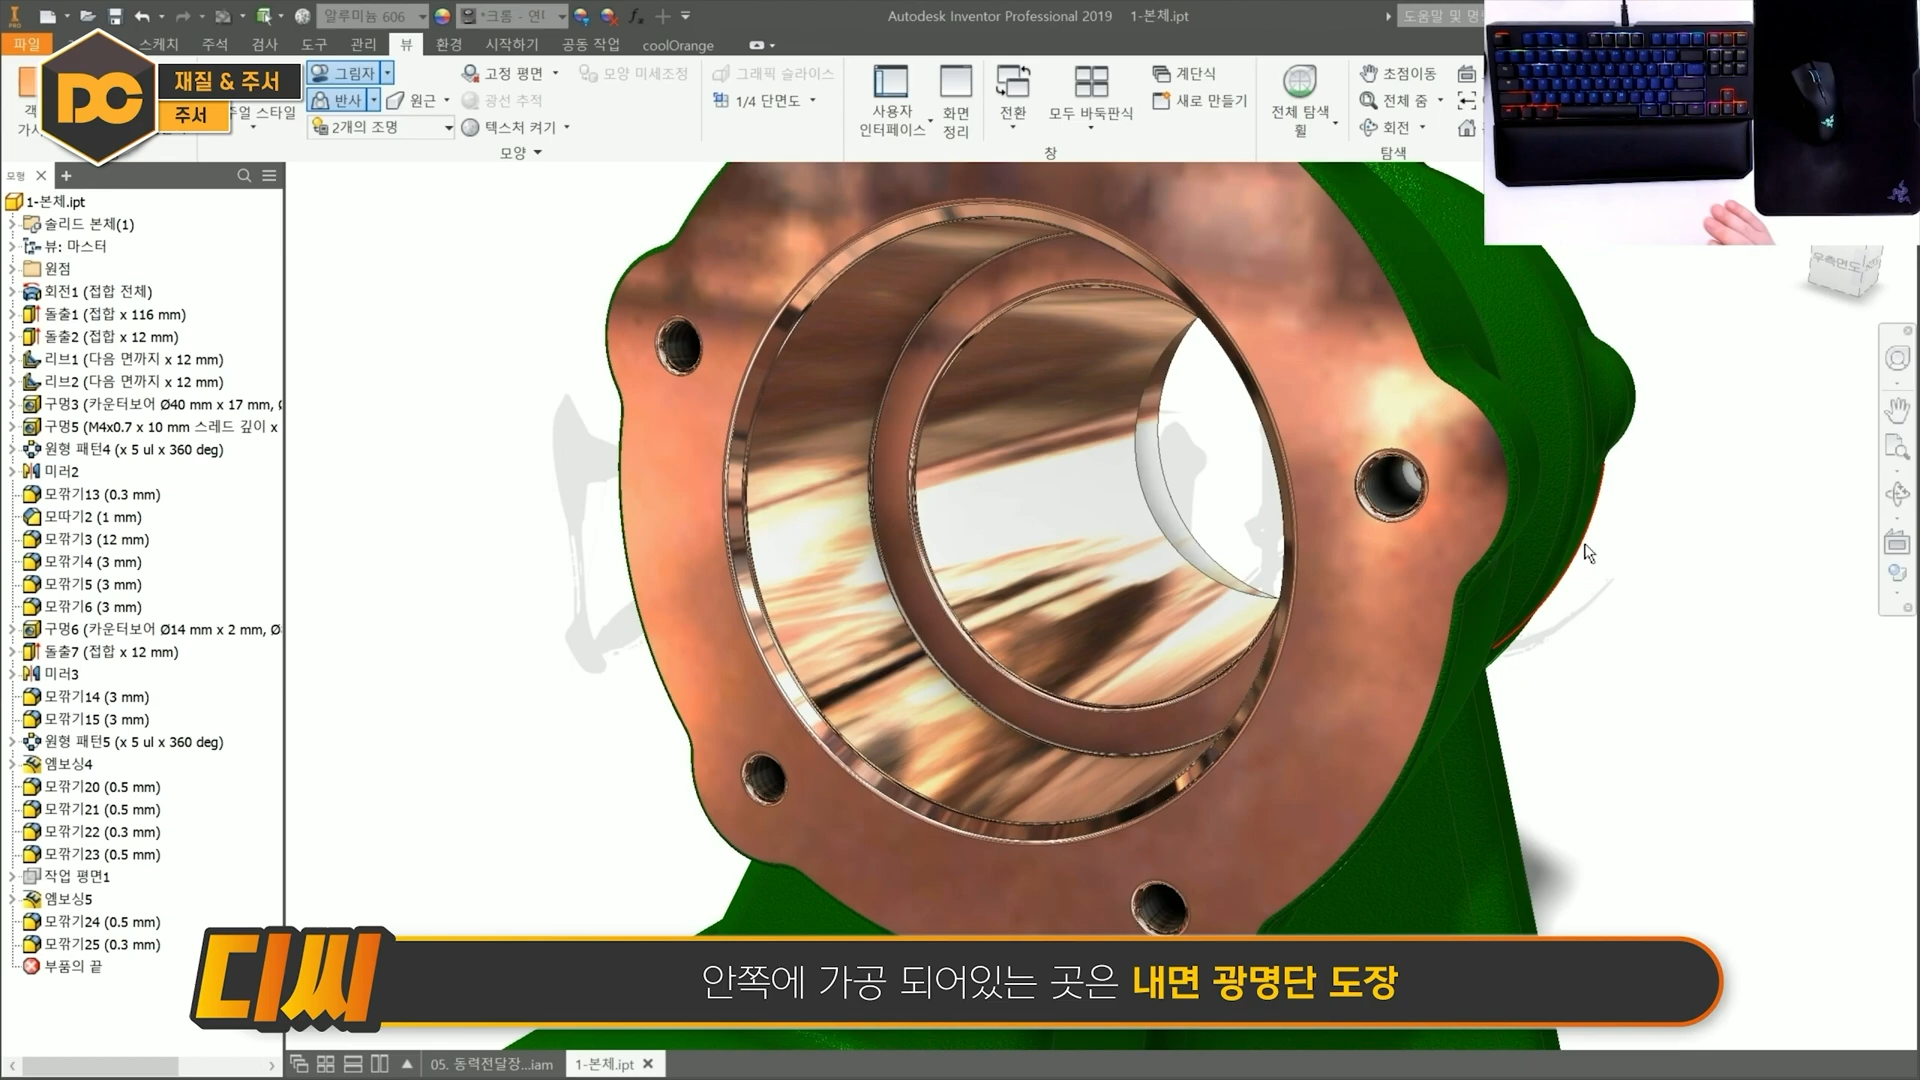 알루미늄 606
*크롬 - 연
Autodesk Inventor Professional 2019 1-본체.ipt
도움말 및 명
파일
스케치 주석 검사 도구 관리 뷰 환경 시작하기 공동 작업 coolOrange
DC
재질 & 주서
주서
그림자
반사
원근
2개의 조명
고정 평면
광선 추적
텍스처 켜기
모양 미세조정
모양
그래픽 슬라이스
1/4 단면도
사용자
인터페이스
화면
정리
전환
모두 바둑판식
계단식
새로 만들기
창
전체 탐색
휠
초점이동
전체 줌
회전
탐색
모형
1-본체.ipt
솔리드 본체(1)
뷰: 마스터
원점
회전1 (접합 전체)
돌출1 (접합 x 116 mm)
돌출2 (접합 x 12 mm)
리브1 (다음 면까지 x 12 mm)
리브2 (다음 면까지 x 12 mm)
구멍3 (카운터보어 Ø40 mm x 17 mm,
구멍5 (M4x0.7 x 10 mm 스레드 깊이 x
원형 패턴4 (x 5 ul x 360 deg)
미러2
모깎기13 (0.3 mm)
모따기2 (1 mm)
모깎기3 (12 mm)
모깎기4 (3 mm)
모깎기5 (3 mm)
모깎기6 (3 mm)
구멍6 (카운터보어 Ø14 mm x 2 mm, Ø
돌출7 (접합 x 12 mm)
미러3
모깎기14 (3 mm)
모깎기15 (3 mm)
원형 패턴5 (x 5 ul x 360 deg)
엠보싱4
모깎기20 (0.5 mm)
모깎기21 (0.5 mm)
모깎기22 (0.3 mm)
모깎기23 (0.5 mm)
작업 평면1
엠보싱5
모깎기24 (0.5 mm)
모깎기25 (0.3 mm)
부품의 끝
우측면도
디씨
안쪽에 가공 되어있는 곳은 내면 광명단 도장
05. 동력전달장...iam
1-본체.ipt